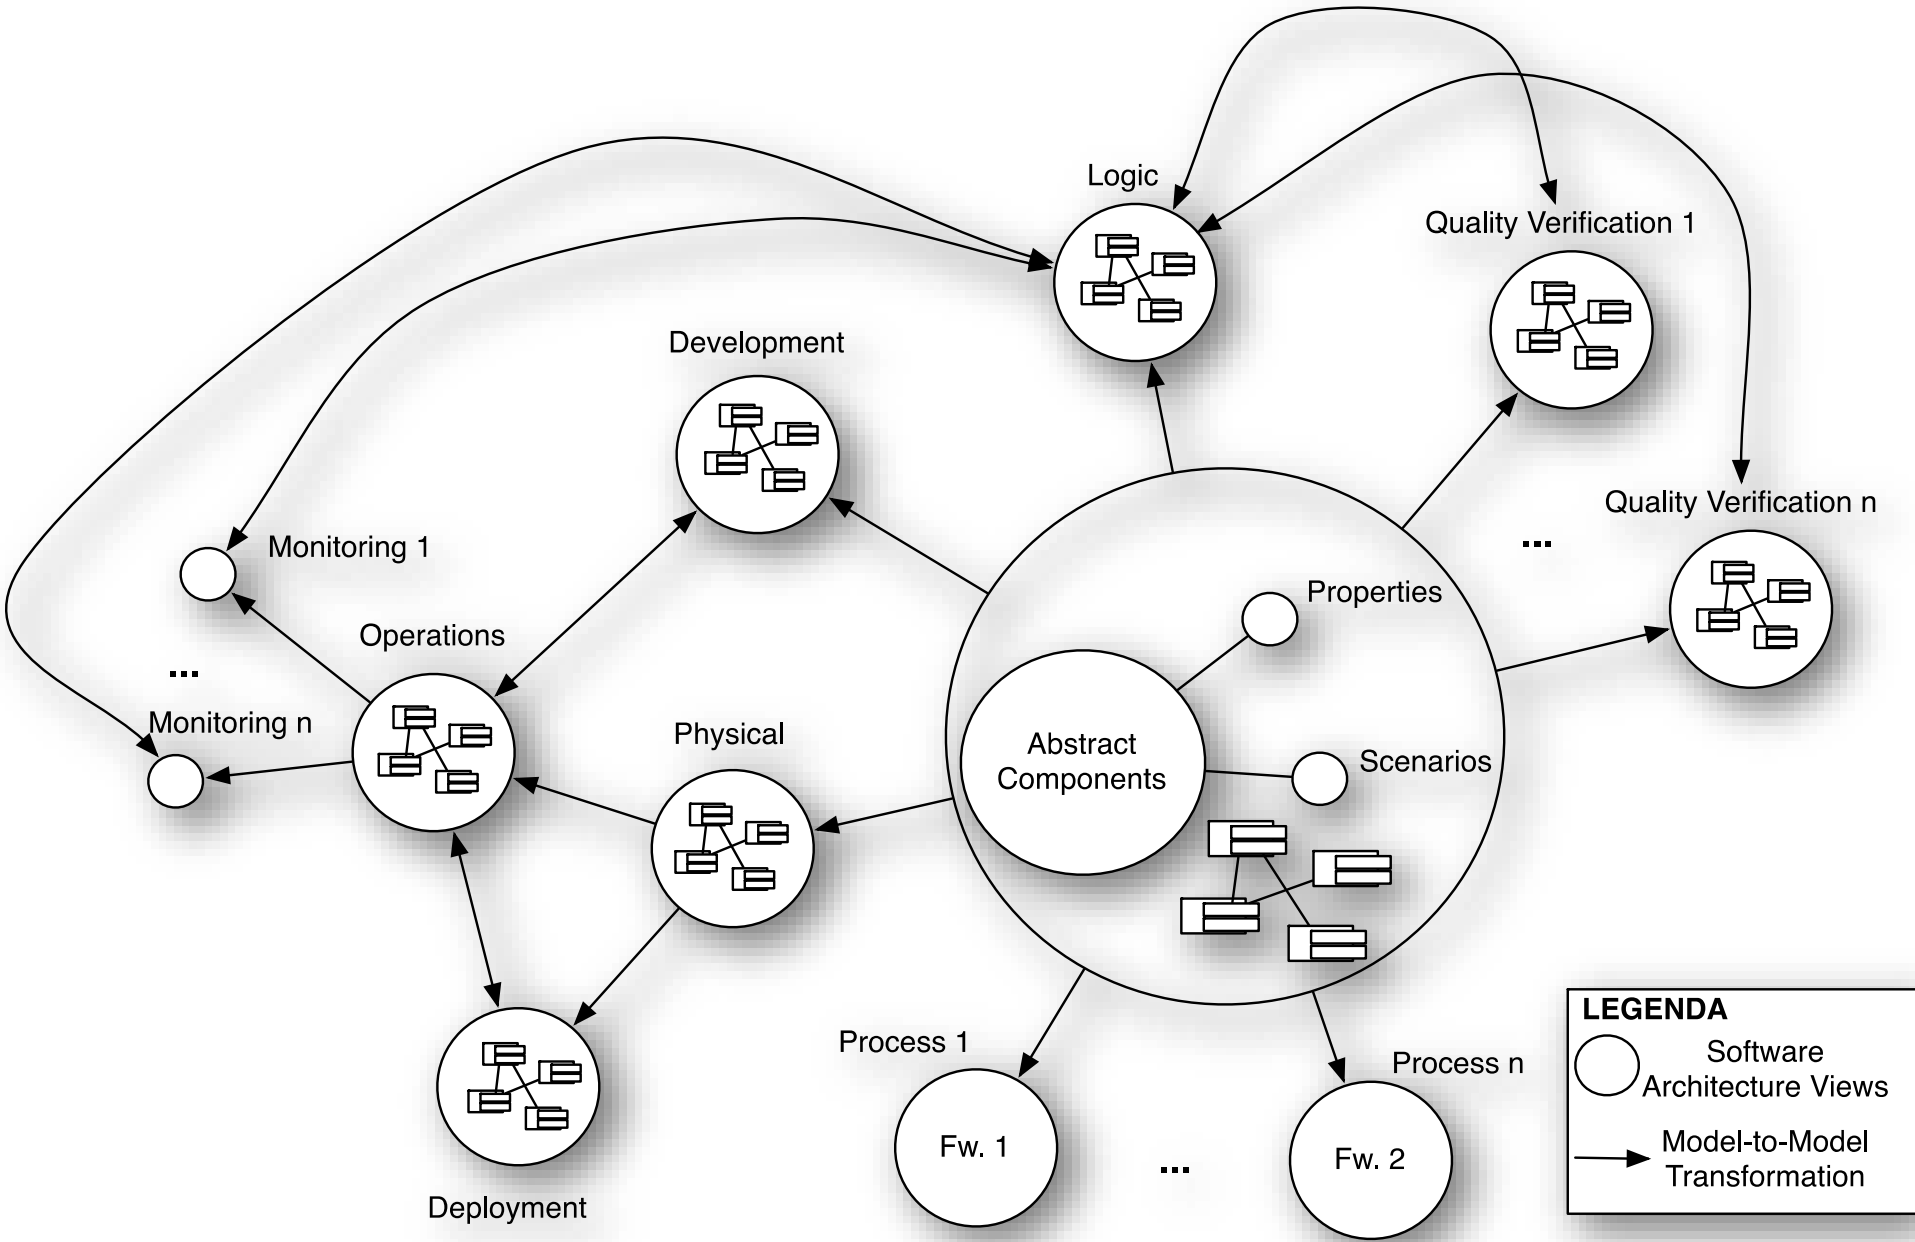 Logic
Quality Verification 1
Development
Quality Verification n
...
Monitoring 1
Properties
Operations
...
Monitoring n
Physical
Abstract
Components
Scenarios
Process 1
Process n
Fw. 1
...
Fw. 2
Deployment
LEGENDA
Software
Architecture Views
Model-to-Model
Transformation